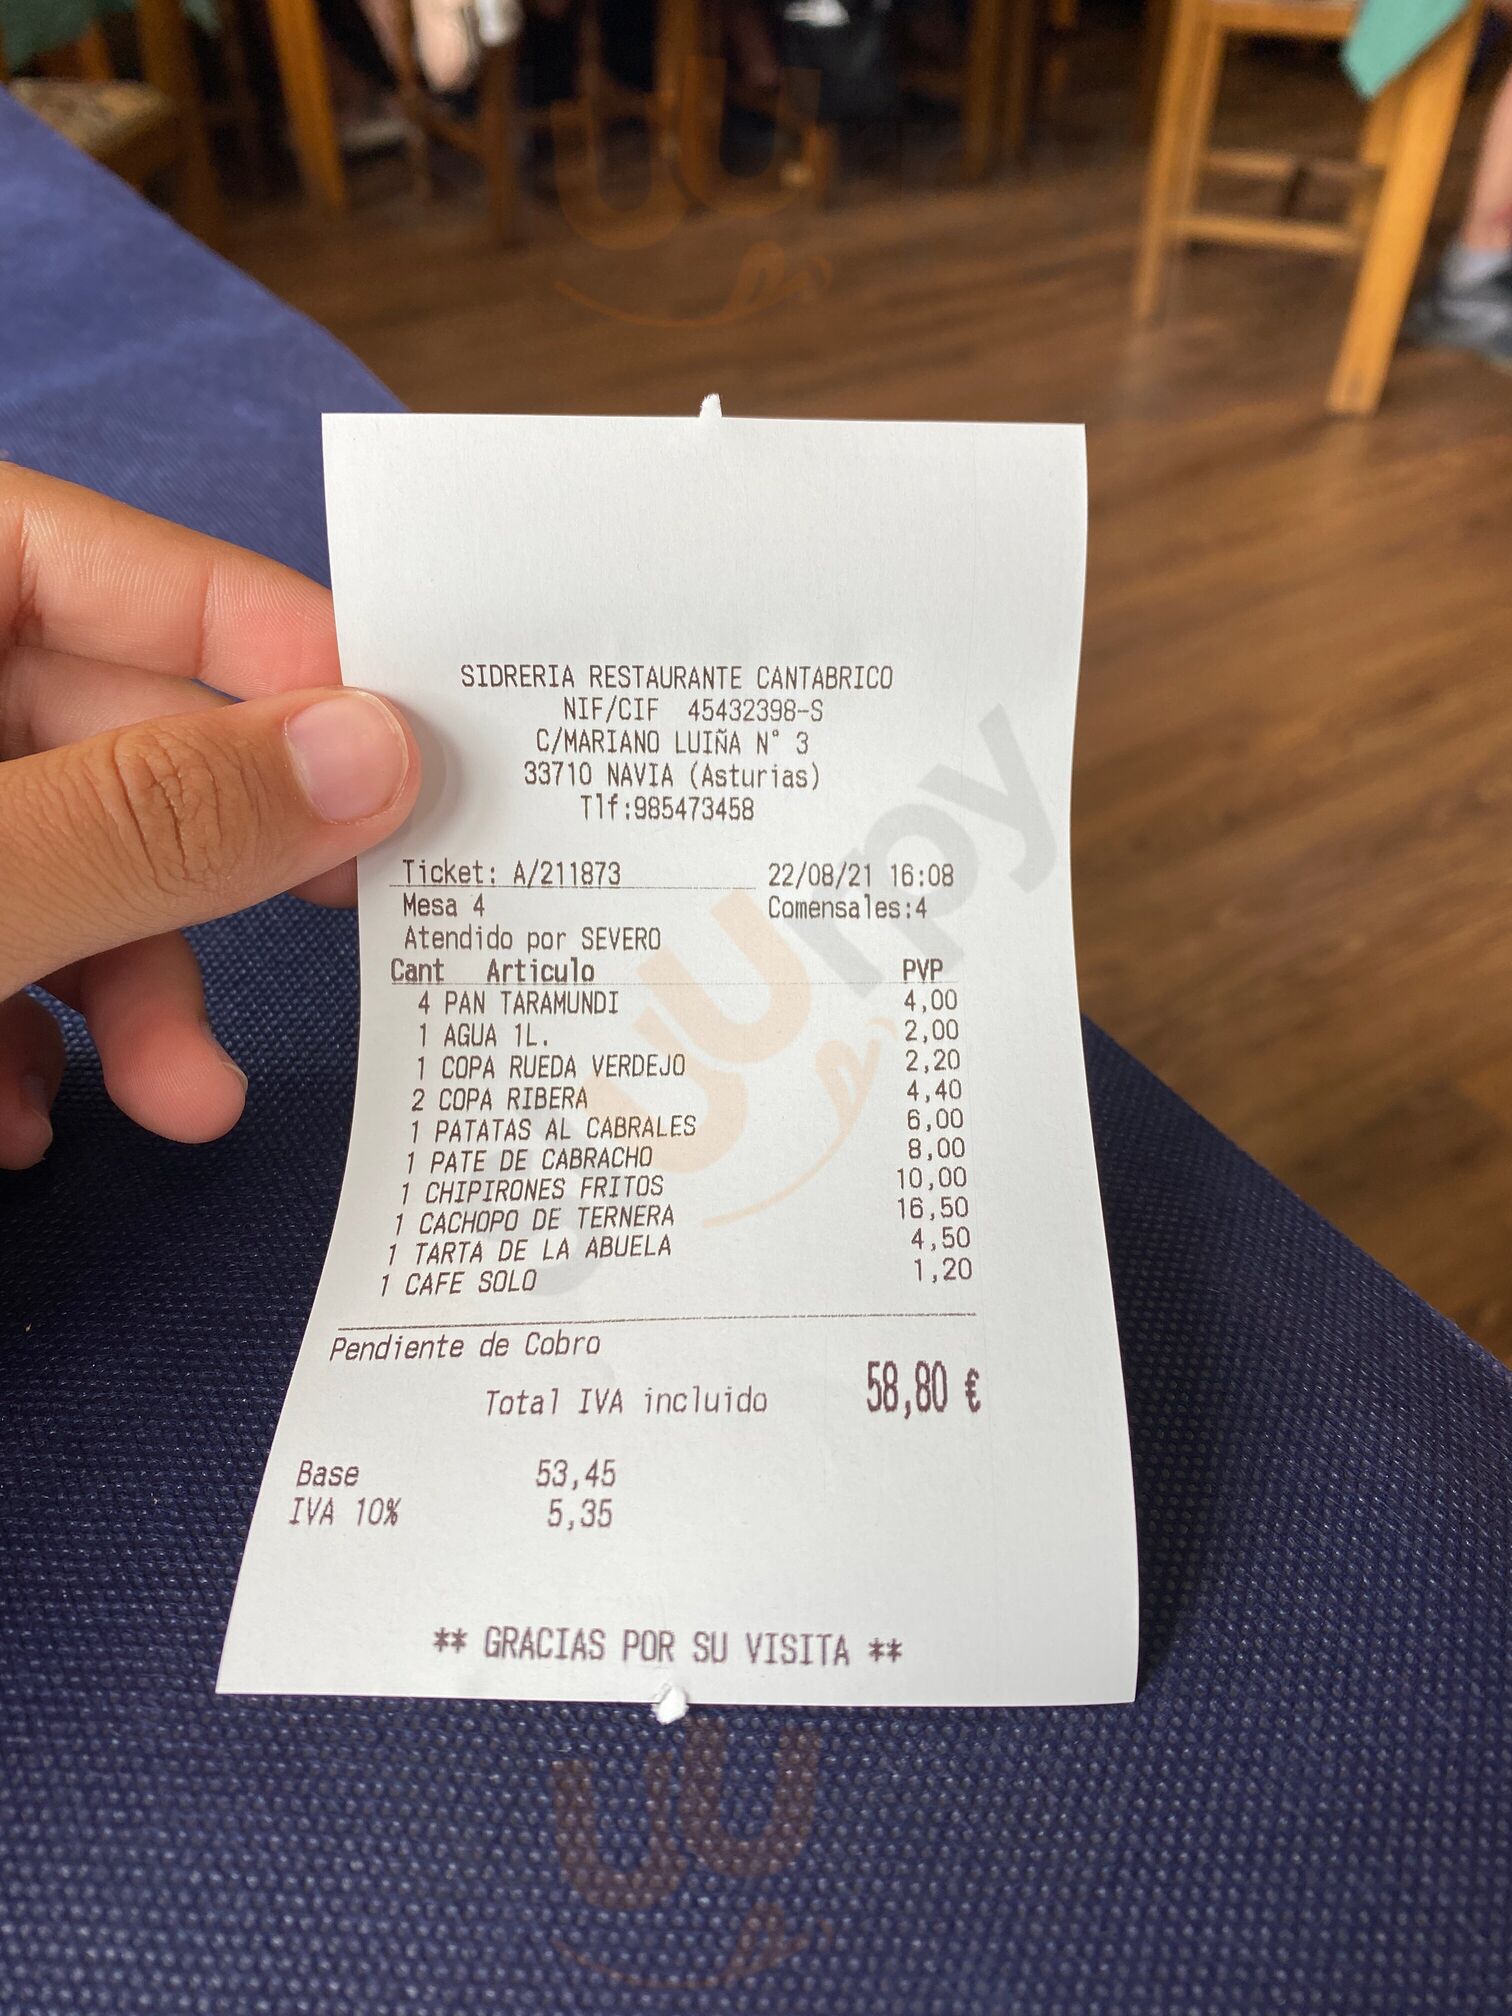 SIDRERIA RESTAURANTE CANTABRICO
NIF/CIF 45432398-S
C/MARIANO LUIÑA N° 3
33710 NAVIA (Asturias)
Tlf:985473458
Ticket: A/211873 22/08/21 16:08
Mesa 4 Comensales:4
Atendido por SEVERO
Cant Articulo PVP
4 PAN TARAMUNDI 4,00
1 AGUA 1L. 2,00
1 COPA RUEDA VERDEJO 2,20
2 COPA RIBERA 4,40
1 PATATAS AL CABRALES 6,00
1 PATE DE CABRACHO 8,00
1 CHIPIRONES FRITOS 10,00
1 CACHOPO DE TERNERA 16,50
1 TARTA DE LA ABUELA 4,50
1 CAFE SOLO 1,20
Pendiente de Cobro
Total IVA incluido 58,80 €
Base 53,45
IVA 10% 5,35
** GRACIAS POR SU VISITA **